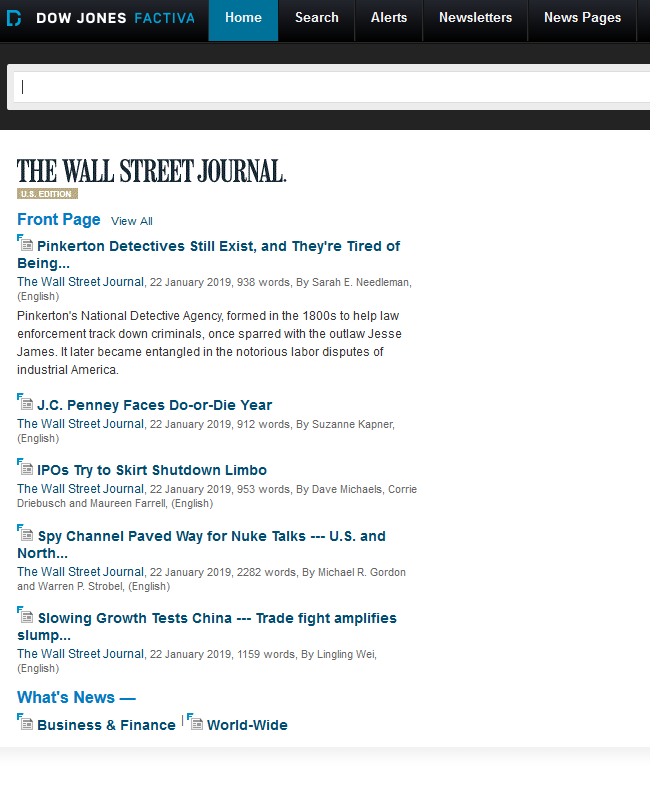 DOW JONES FACTIVA Home Search Alerts Newsletters News Pages
THE WALL STREET JOURNAL.
U.S. EDITION
Front Page View All
Pinkerton Detectives Still Exist, and They're Tired of
Being...
The Wall Street Journal, 22 January 2019, 938 words, By Sarah E. Needleman,
(English)
Pinkerton's National Detective Agency, formed in the 1800s to help law
enforcement track down criminals, once sparred with the outlaw Jesse
James. It later became entangled in the notorious labor disputes of
industrial America.
J.C. Penney Faces Do-or-Die Year
The Wall Street Journal, 22 January 2019, 912 words, By Suzanne Kapner,
(English)
IPOs Try to Skirt Shutdown Limbo
The Wall Street Journal, 22 January 2019, 953 words, By Dave Michaels, Corrie
Driebusch and Maureen Farrell, (English)
Spy Channel Paved Way for Nuke Talks --- U.S. and
North...
The Wall Street Journal, 22 January 2019, 2282 words, By Michael R. Gordon
and Warren P. Strobel, (English)
Slowing Growth Tests China --- Trade fight amplifies
slump...
The Wall Street Journal, 22 January 2019, 1159 words, By Lingling Wei,
(English)
What's News —
Business & Finance | World-Wide